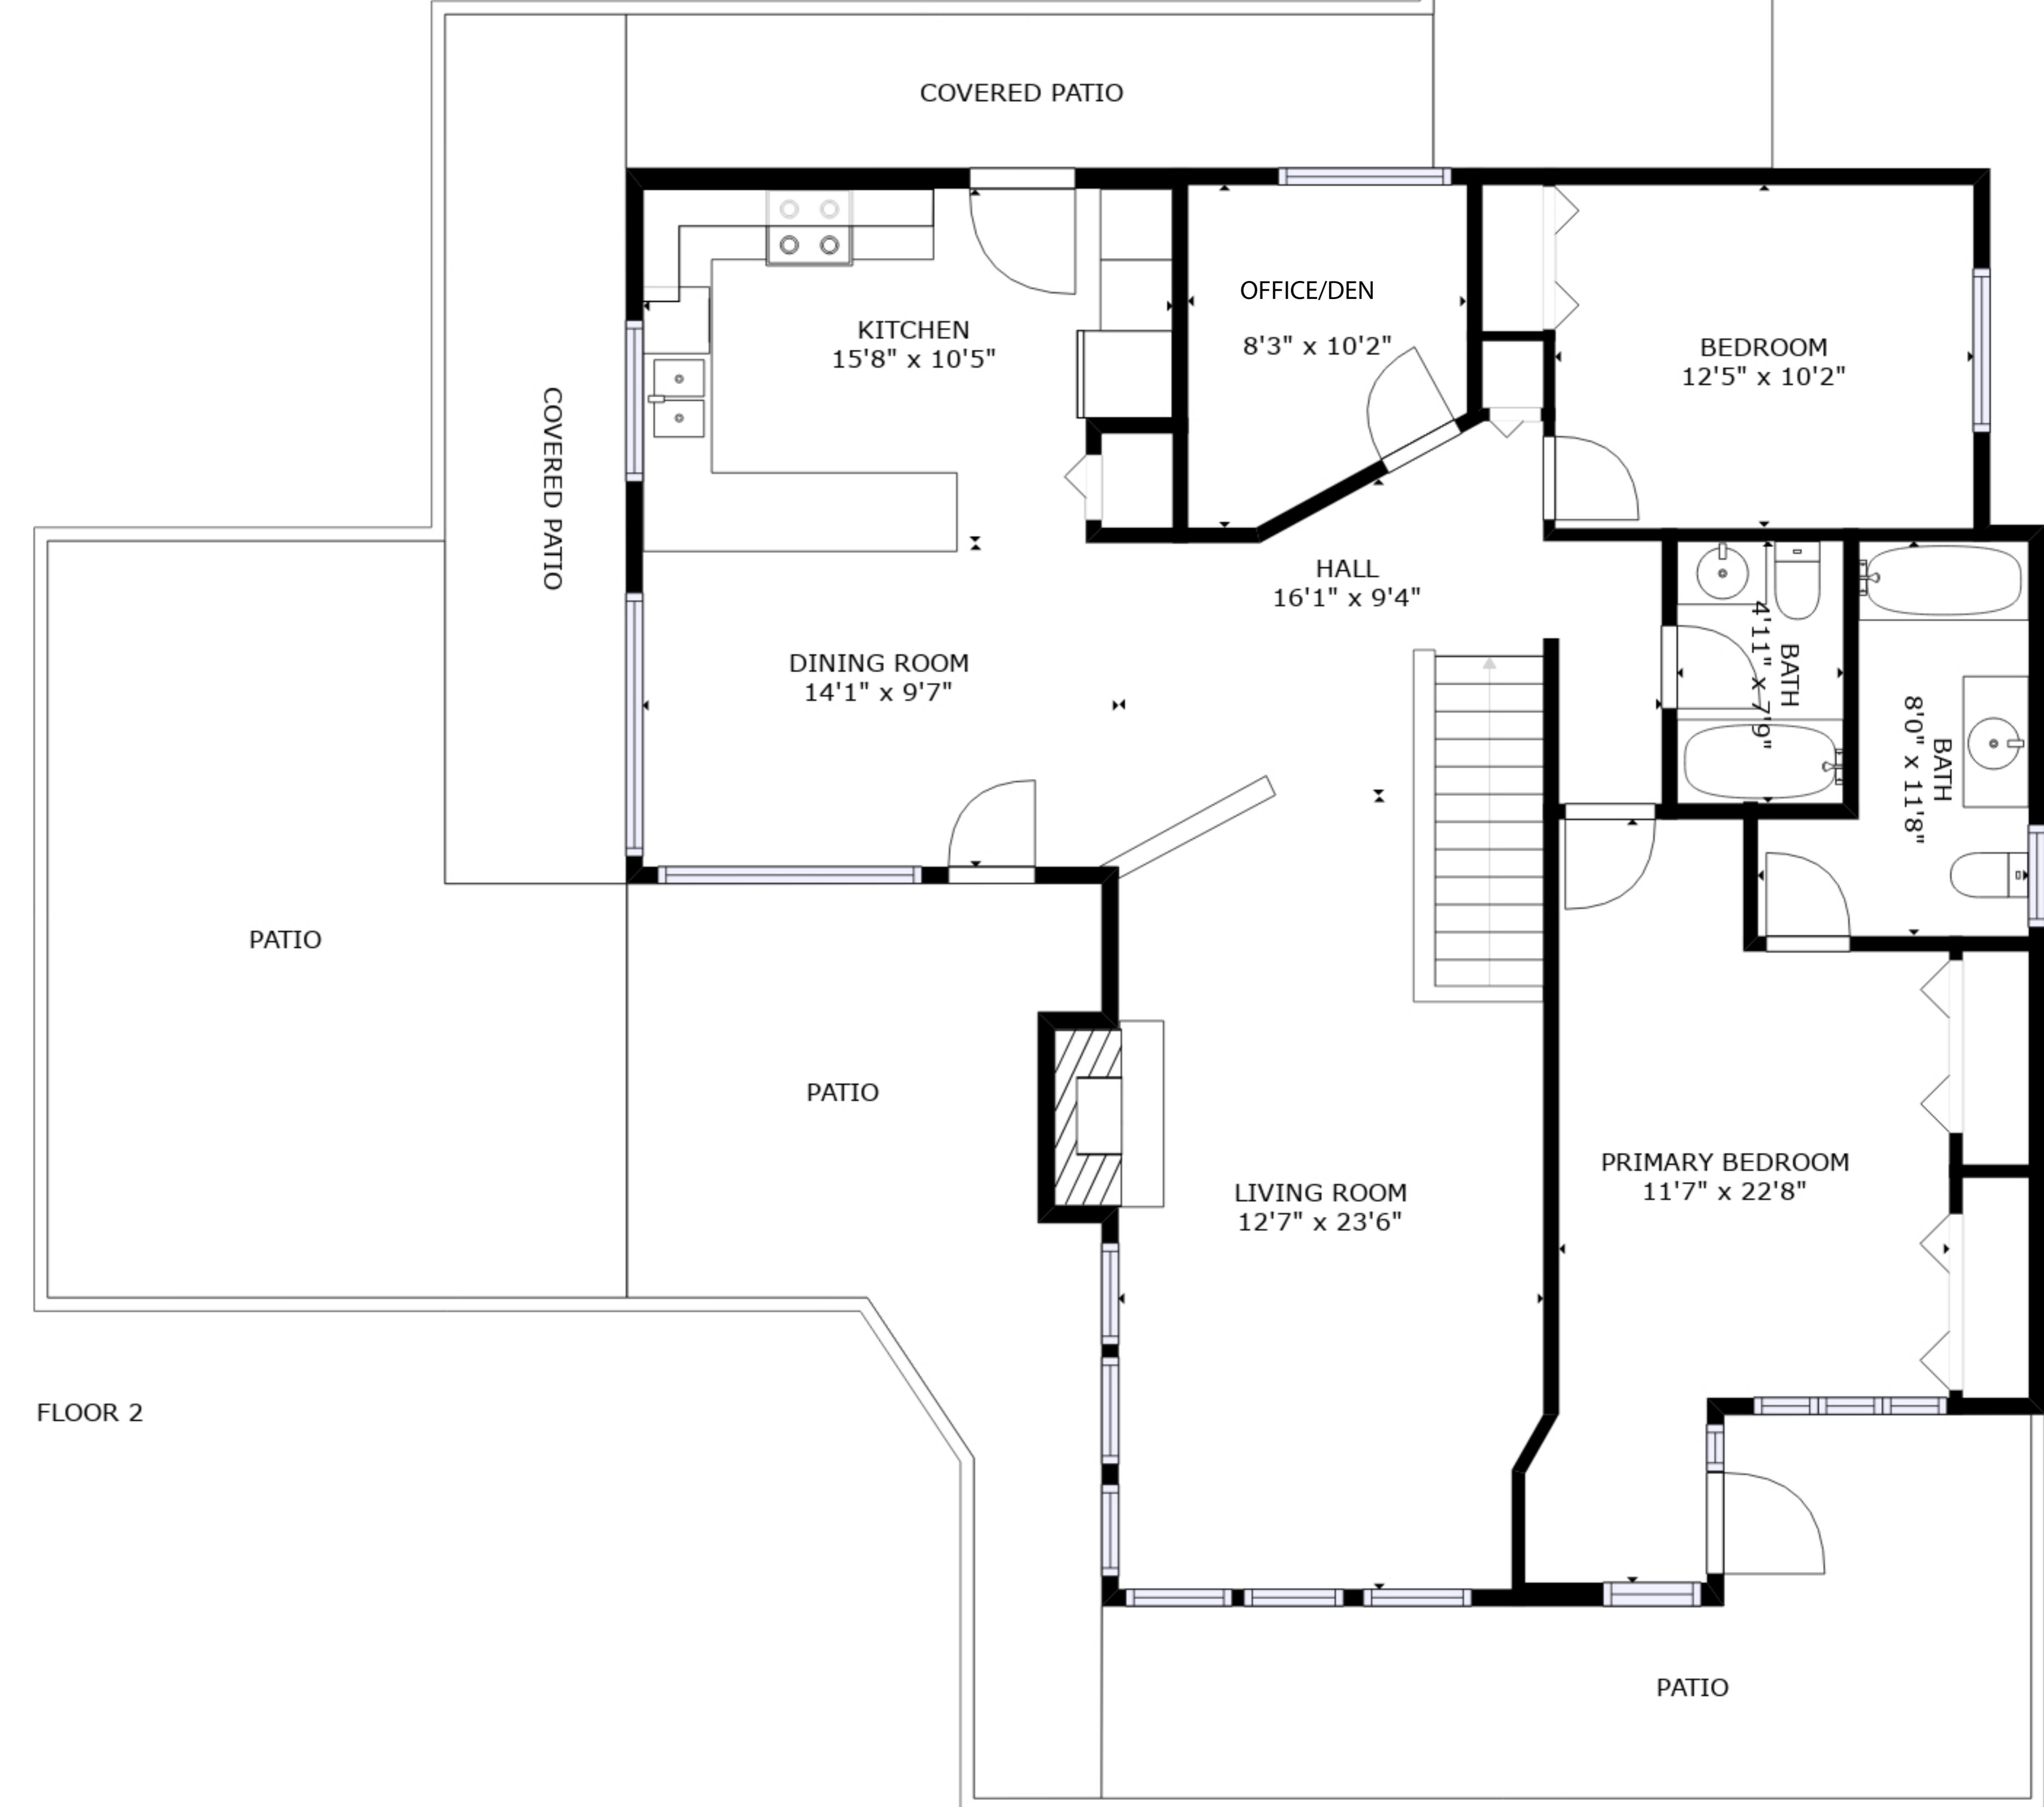 COVERED PATIO
OFFICE/DEN
8'3" x 10'2"
KITCHEN
15'8" x 10'5"
BEDROOM
12'5" x 10'2"
COVERED PATIO
HALL
16'1" x 9'4"
DINING ROOM
14'1" x 9'7"
BATH
4'11" x 7'9"
BATH
8'0" x 11'8"
PATIO
PATIO
PRIMARY BEDROOM
11'7" x 22'8"
LIVING ROOM
12'7" x 23'6"
FLOOR 2
PATIO